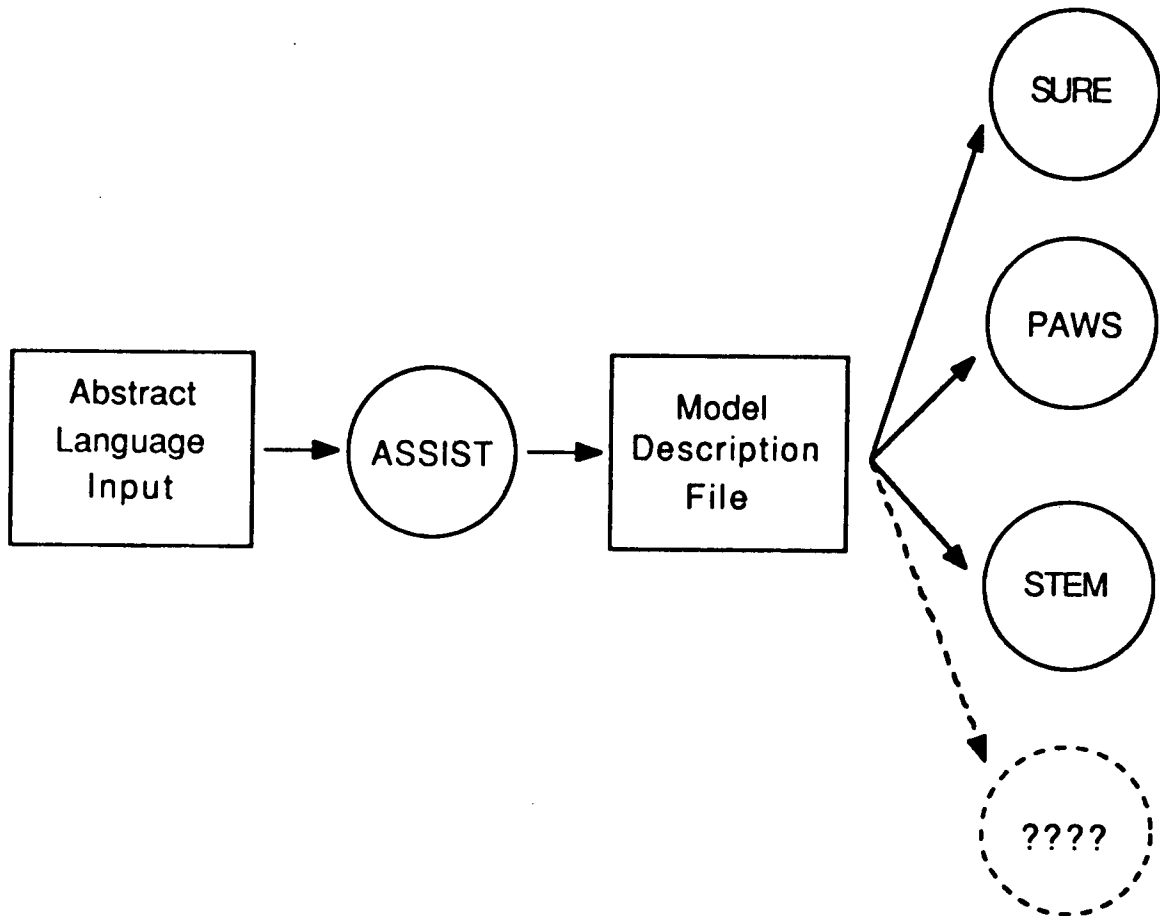 SURE
PAWS
Abstract
Language
Input
ASSIST
Model
Description
File
STEM
????